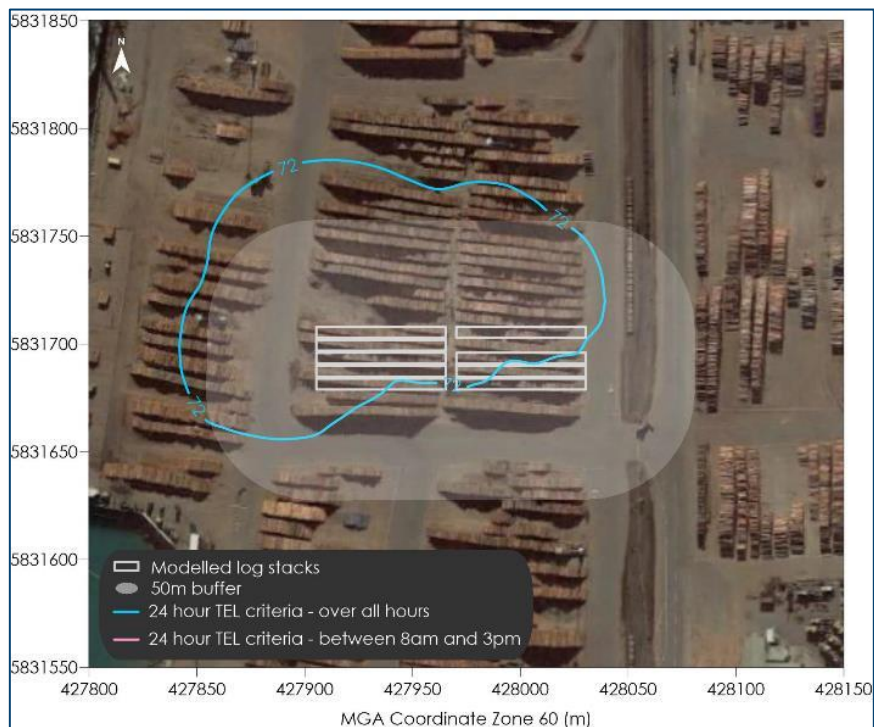 5831850
N
5831800
5831750
5831700
5831650
5831600
5831550
72
72
72
72
Modelled log stacks
50m buffer
24 hour TEL criteria - over all hours
24 hour TEL criteria - between 8am and 3pm
427800 427850 427900 427950 428000 428050 428100 428150
MGA Coordinate Zone 60 (m)